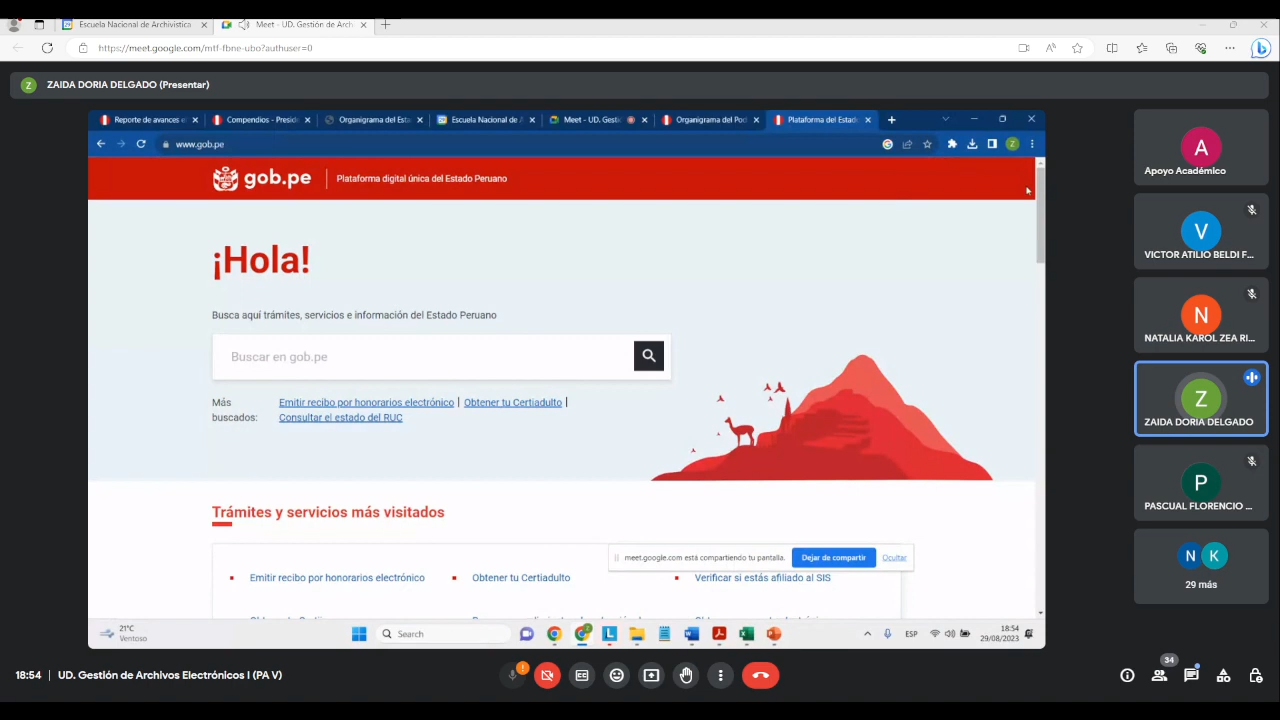 Escuela Nacional de Archivística
Meet - UD. Gestión de Arch
https://meet.google.com/mtf-fbne-ubo?authuser=0
Z ZAIDA DORIA DELGADO (Presentar)
Reporte de avances e
Compendios - Presid
Organigrama del Esta
Escuela Nacional de A
Meet - UD. Gesti
Organigrama del Pod
Plataforma del Estad
www.gob.pe
Z
gob.pe
Plataforma digital única del Estado Peruano
¡Hola!
Busca aquí trámites, servicios e información del Estado Peruano
Buscar en gob.pe
Más buscados:
Emitir recibo por honorarios electrónico | Obtener tu Certiadulto |
Consultar el estado del RUC
Trámites y servicios más visitados
meet.google.com está compartiendo tu pantalla.
Dejar de compartir
Ocultar
Emitir recibo por honorarios electrónico
Obtener tu Certiadulto
Verificar si estás afiliado al SIS
21°C
Ventoso
Search
ESP
18:54
29/08/2023
A
Apoyo Académico
V
VICTOR ATILIO BELDI F...
N
NATALIA KAROL ZEA RI...
Z
ZAIDA DORIA DELGADO
P
PASCUAL FLORENCIO ...
N K
29 más
18:54 | UD. Gestión de Archivos Electrónicos I (PA V)
34